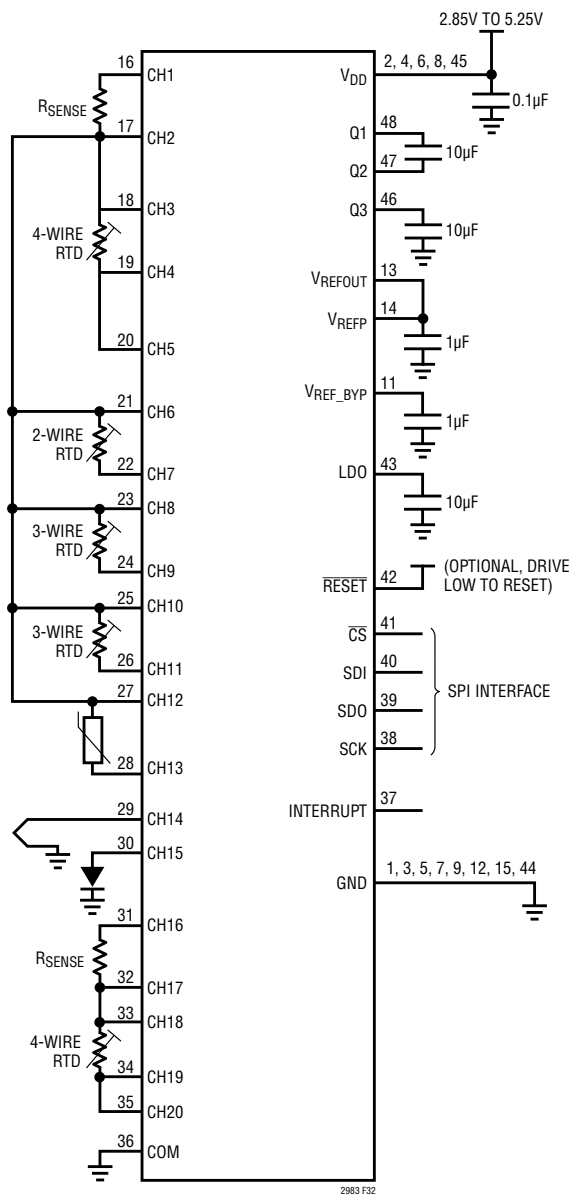 2.85V TO 5.25V
16 CH1
VDD 2, 4, 6, 8, 45
RSENSE
0.1µF
17 CH2
Q1 48
10µF
Q2 47
18 CH3
Q3 46
4-WIRE
RTD
10µF
19 CH4
VREFOUT 13
VREFP 14
20 CH5
1µF
VREF_BYP 11
21 CH6
1µF
2-WIRE
RTD
22 CH7
LDO 43
23 CH8
10µF
3-WIRE
RTD
24 CH9
(OPTIONAL, DRIVE
LOW TO RESET)
RESET 42
25 CH10
CS 41
3-WIRE
RTD
26 CH11
SDI 40
SPI INTERFACE
27 CH12
SDO 39
SCK 38
28 CH13
INTERRUPT 37
29 CH14
30 CH15
GND 1, 3, 5, 7, 9, 12, 15, 44
31 CH16
RSENSE
32 CH17
33 CH18
4-WIRE
RTD
34 CH19
35 CH20
36 COM
2983 F32